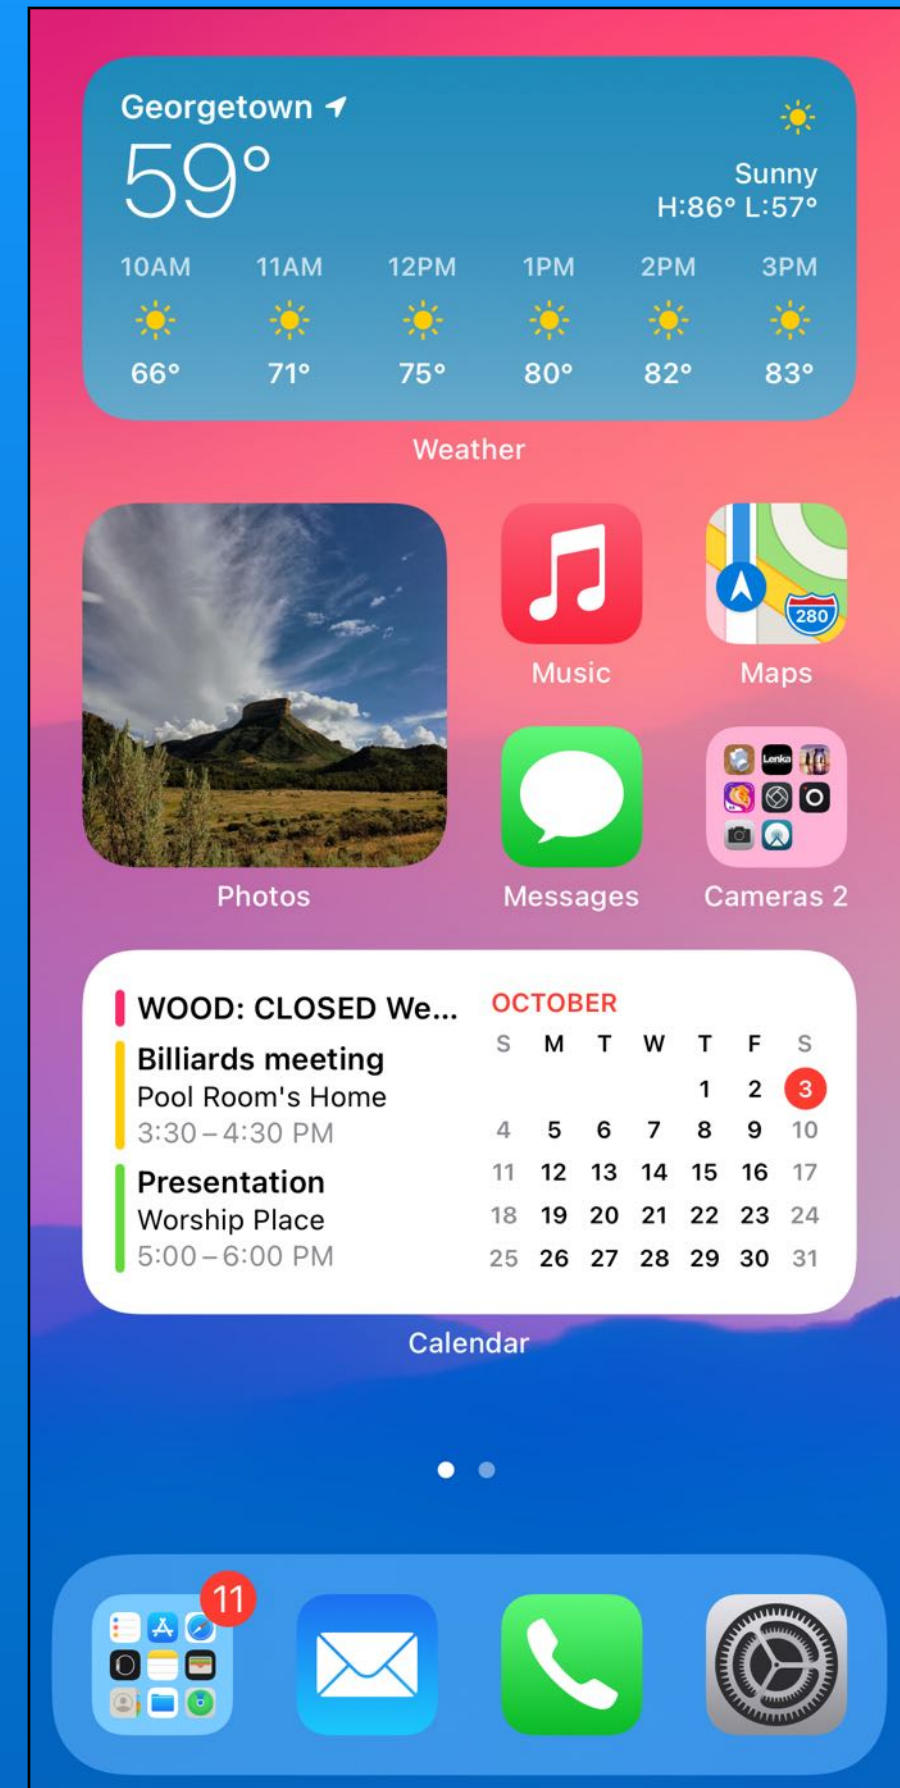 Georgetown
59°
Sunny
H:86° L:57°
10AM 11AM 12PM 1PM 2PM 3PM
66° 71° 75° 80° 82° 83°
Weather
280
Music Maps
Lenka
Photos Messages Cameras 2
WOOD: CLOSED We...
Billiards meeting
Pool Room's Home
3:30 – 4:30 PM
Presentation
Worship Place
5:00 – 6:00 PM
OCTOBER
S M T W T F S
1 2 3
4 5 6 7 8 9 10
11 12 13 14 15 16 17
18 19 20 21 22 23 24
25 26 27 28 29 30 31
Calendar
11